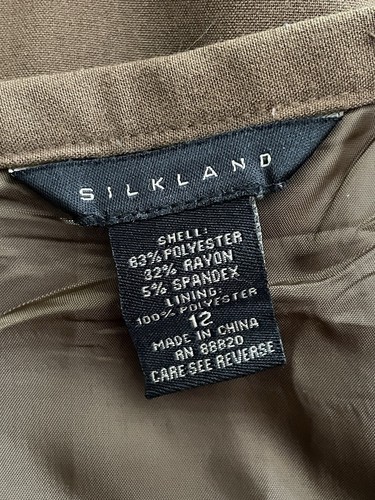 SILKLAND
SHELL:
63% POLYESTER
32% RAYON
5% SPANDEX
LINING:
100% POLYESTER
12
MADE IN CHINA
RN 88820
CARE SEE REVERSE